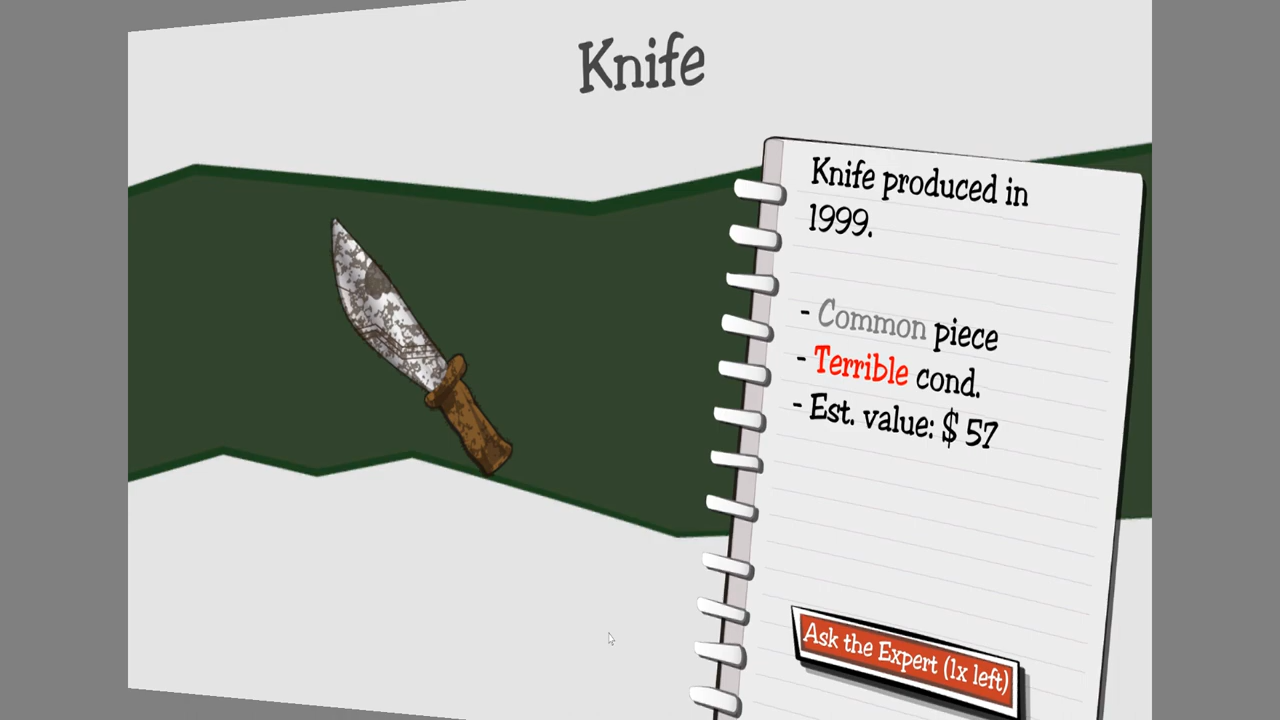 Knife
Knife produced in
1999.
- Common piece
- Terrible cond.
- Est. value: $ 57
Ask the Expert (1x left)